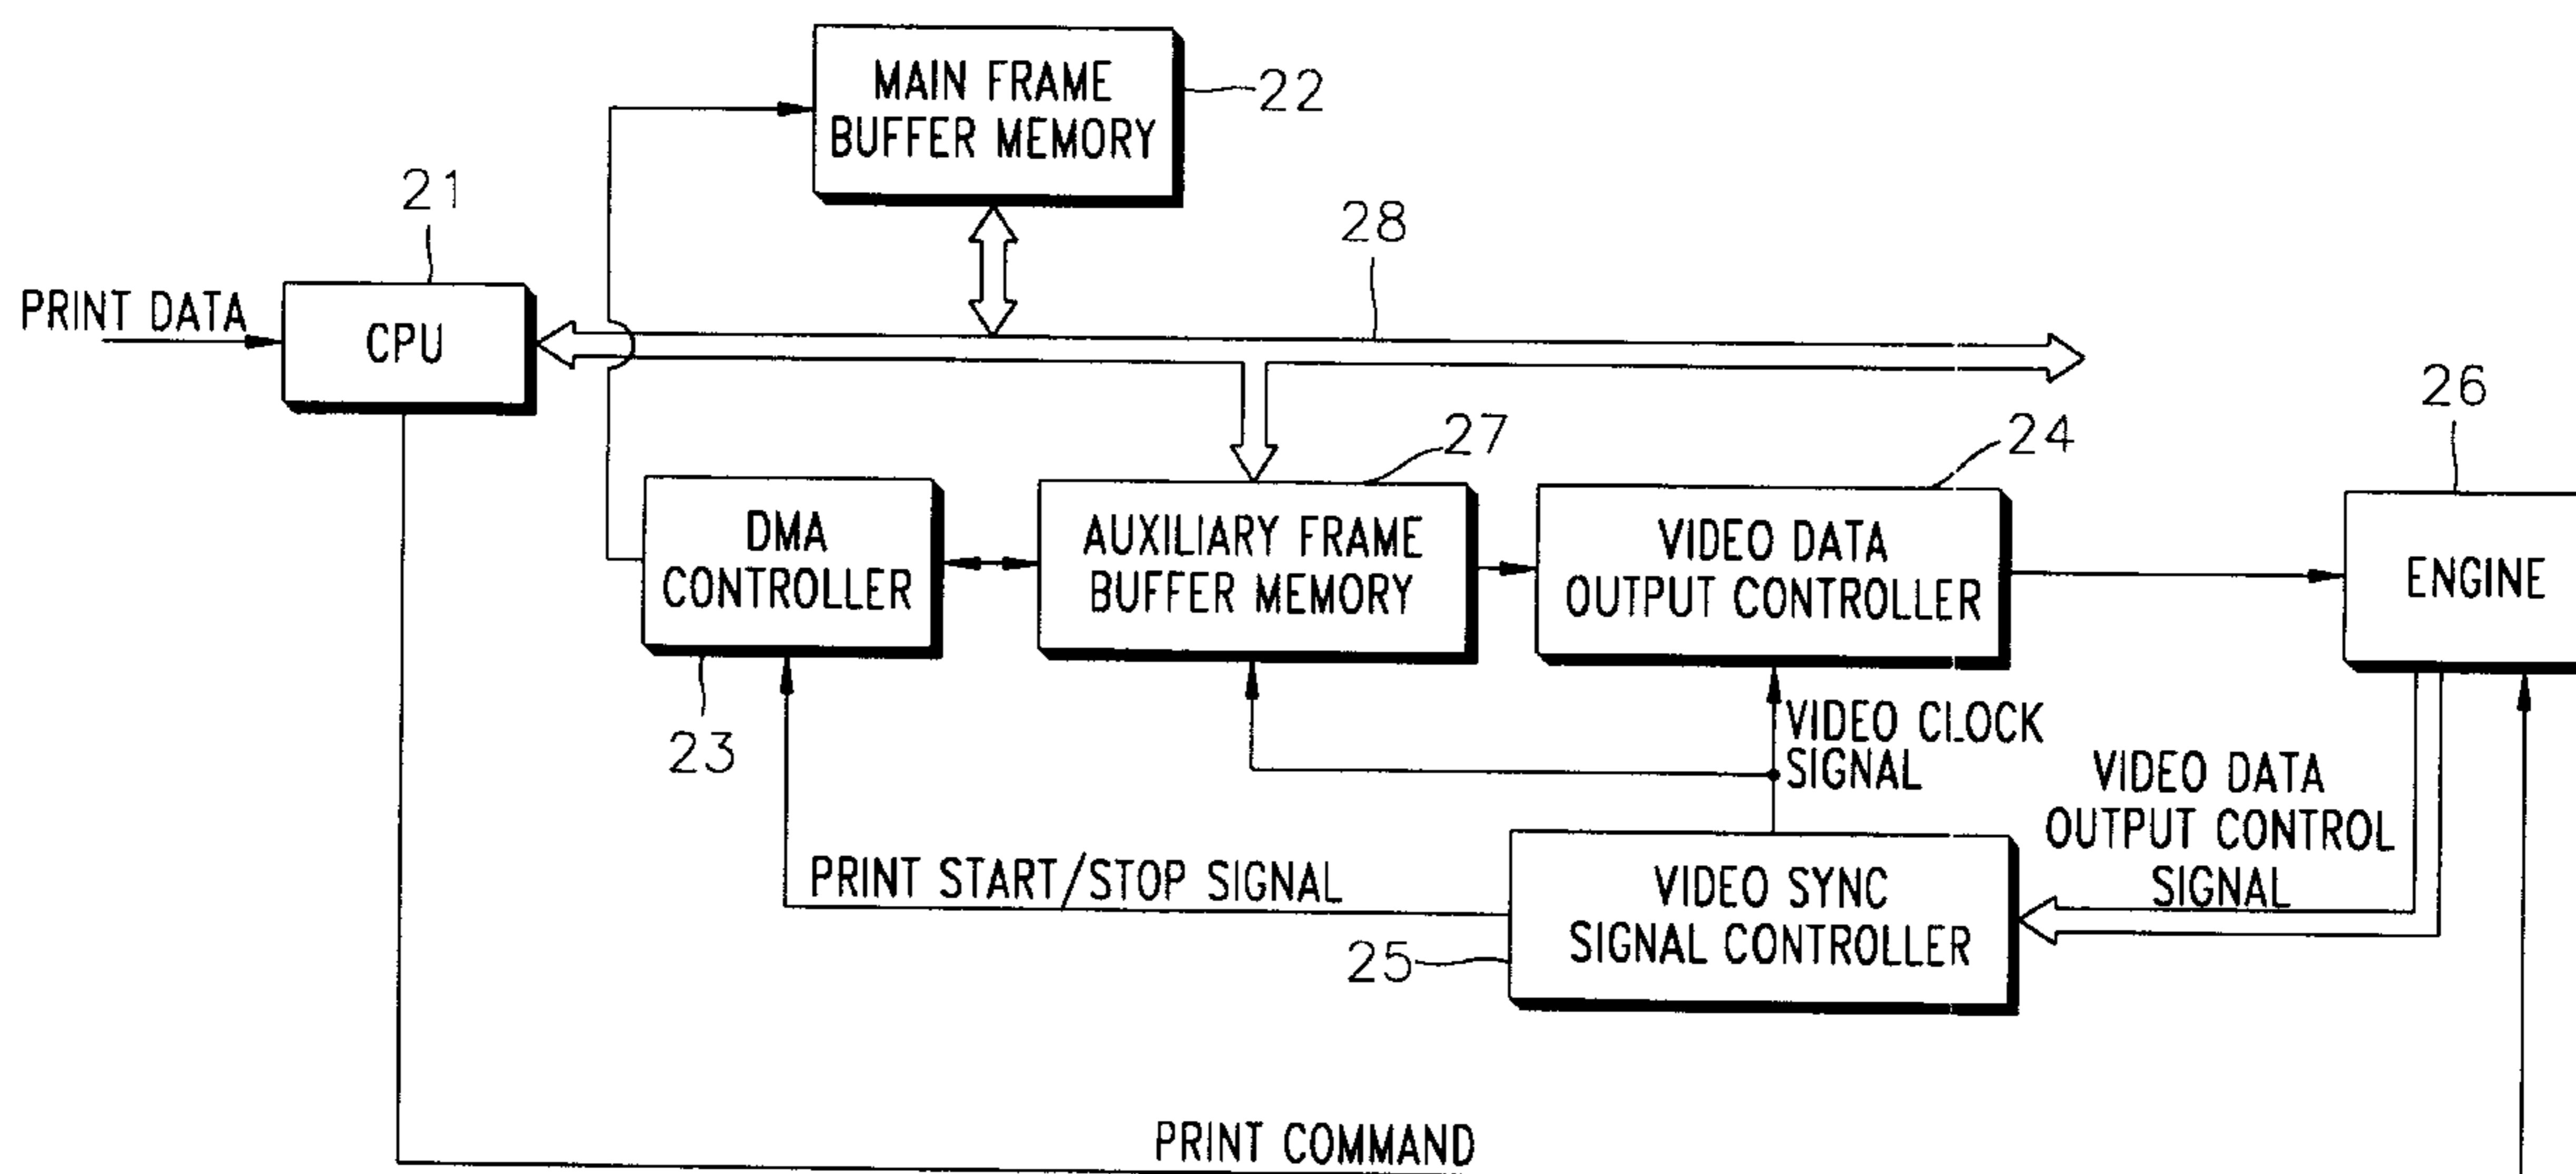 MAIN FRAME
BUFFER MEMORY
22
21
28
PRINT DATA
CPU
26
27
24
DMA
CONTROLLER
AUXILIARY FRAME
BUFFER MEMORY
VIDEO DATA
OUTPUT CONTROLLER
ENGINE
23
VIDEO CLOCK
SIGNAL
VIDEO DATA
OUTPUT CONTROL
SIGNAL
PRINT START/STOP SIGNAL
VIDEO SYNC
SIGNAL CONTROLLER
25
PRINT COMMAND